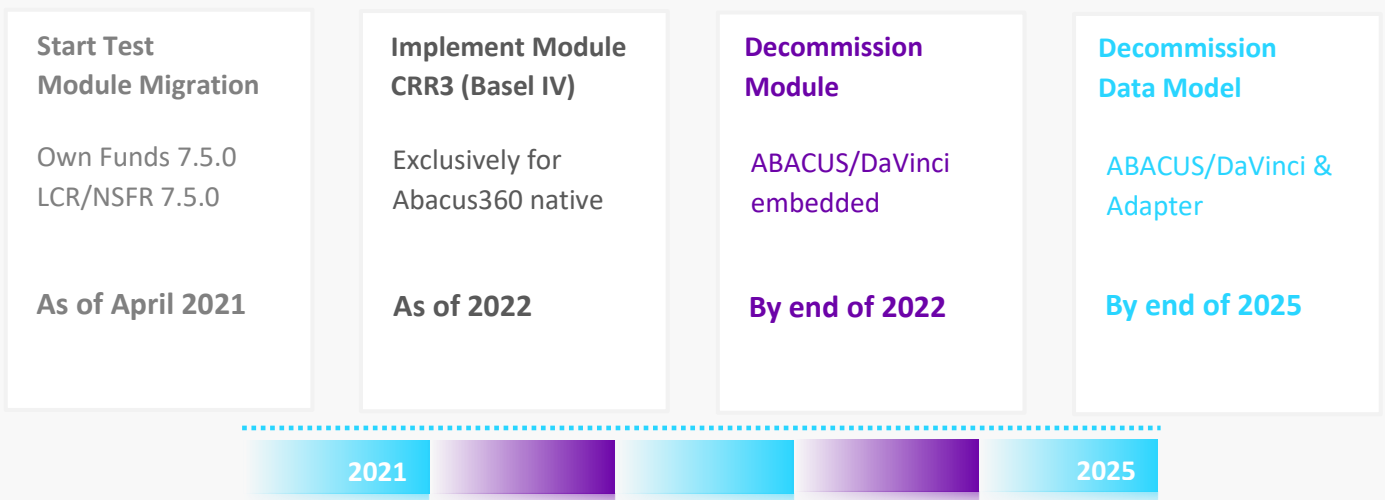 Start Test
Module Migration
Own Funds 7.5.0
LCR/NSFR 7.5.0
As of April 2021
Implement Module
CRR3 (Basel IV)
Exclusively for
Abacus360 native
As of 2022
Decommission
Module
ABACUS/DaVinci
embedded
By end of 2022
Decommission
Data Model
ABACUS/DaVinci &
Adapter
By end of 2025
2021
2025